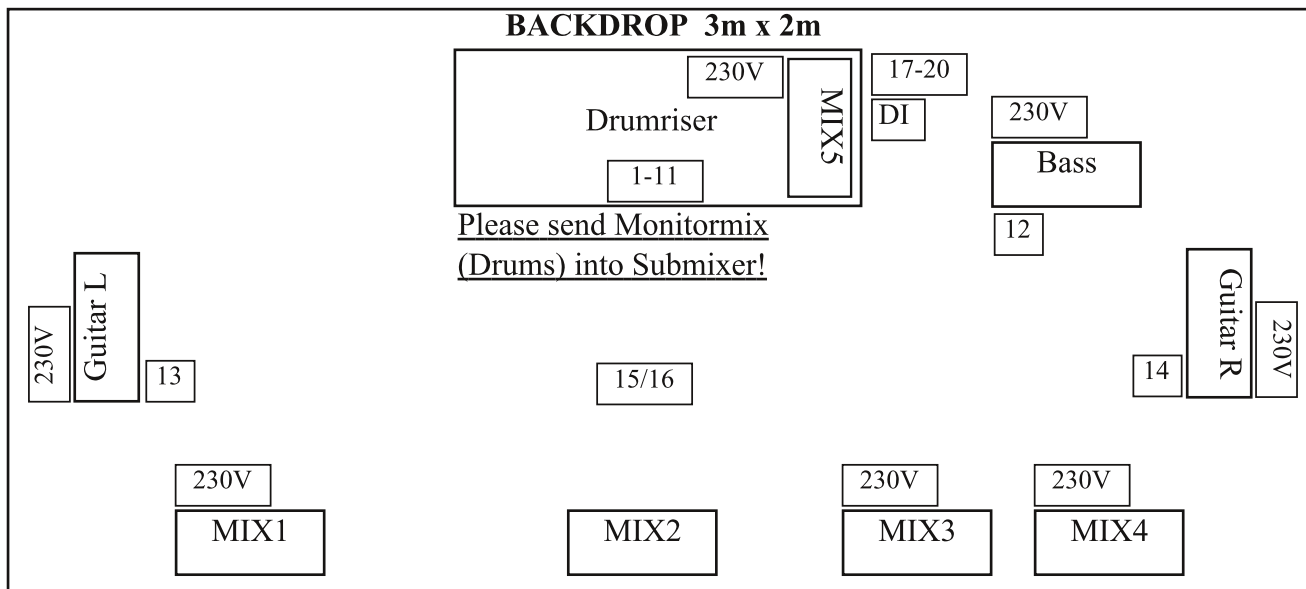 BACKDROP 3m x 2m
230V
MIX5
17-20
DI
Drumriser
1-11
230V
Bass
12
Please send Monitormix
(Drums) into Submixer!
230V
Guitar L
13
15/16
14
Guitar R
230V
230V
MIX1
MIX2
230V
MIX3
230V
MIX4